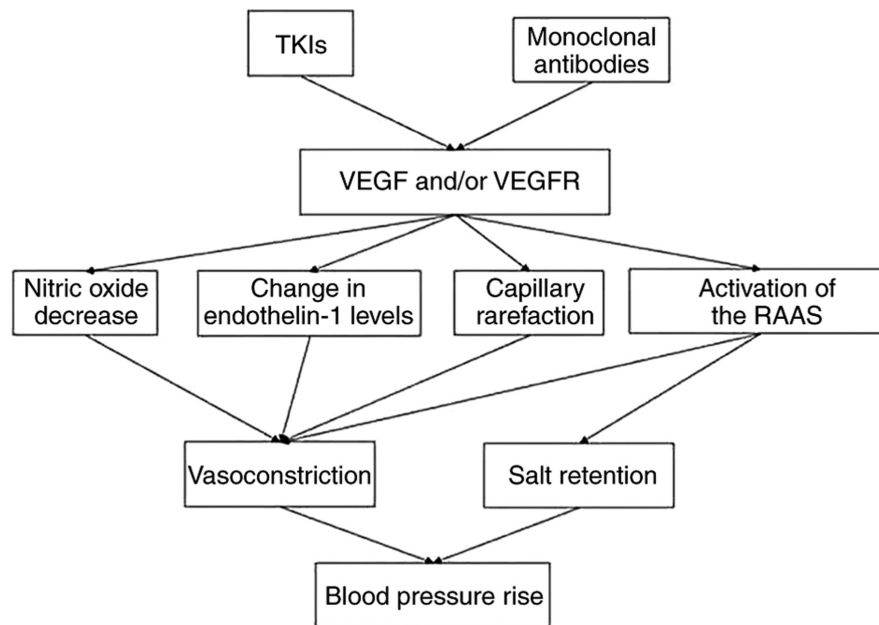 TKIs
Monoclonal
antibodies
VEGF and/or VEGFR
Nitric oxide
decrease
Change in
endothelin-1 levels
Capillary
rarefaction
Activation of
the RAAS
Vasoconstriction
Salt retention
Blood pressure rise